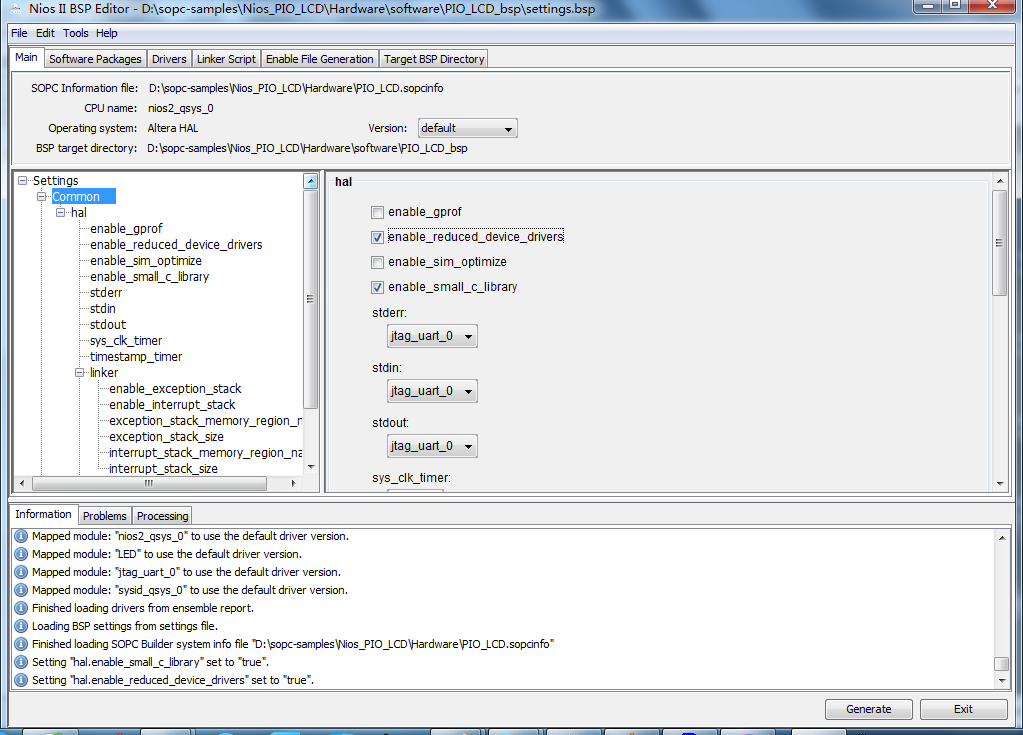 Nios II BSP Editor - D:\sopc-samples\Nios_PIO_LCD\Hardware\software\PIO_LCD_bsp\settings.bsp
File Edit Tools Help
Main Software Packages Drivers Linker Script Enable File Generation Target BSP Directory
SOPC Information file: D:\sopc-samples\Nios_PIO_LCD\Hardware\PIO_LCD.sopcinfo
CPU name: nios2_qsys_0
Operating system: Altera HAL Version: default
BSP target directory: D:\sopc-samples\Nios_PIO_LCD\Hardware\software\PIO_LCD_bsp
Settings
Common
hal
enable_gprof
enable_reduced_device_drivers
enable_sim_optimize
enable_small_c_library
stderr
stdin
stdout
sys_clk_timer
timestamp_timer
linker
enable_exception_stack
enable_interrupt_stack
exception_stack_memory_region_n
exception_stack_size
interrupt_stack_memory_region_na
interrupt_stack_size
hal
enable_gprof
enable_reduced_device_drivers
enable_sim_optimize
enable_small_c_library
stderr:
jtag_uart_0
stdin:
jtag_uart_0
stdout:
jtag_uart_0
sys_clk_timer:
Information Problems Processing
Mapped module: "nios2_qsys_0" to use the default driver version.
Mapped module: "LED" to use the default driver version.
Mapped module: "jtag_uart_0" to use the default driver version.
Mapped module: "sysid_qsys_0" to use the default driver version.
Finished loading drivers from ensemble report.
Loading BSP settings from settings file.
Finished loading SOPC Builder system info file "D:\sopc-samples\Nios_PIO_LCD\Hardware\PIO_LCD.sopcinfo"
Setting "hal.enable_small_c_library" set to "true".
Setting "hal.enable_reduced_device_drivers" set to "true".
Generate Exit